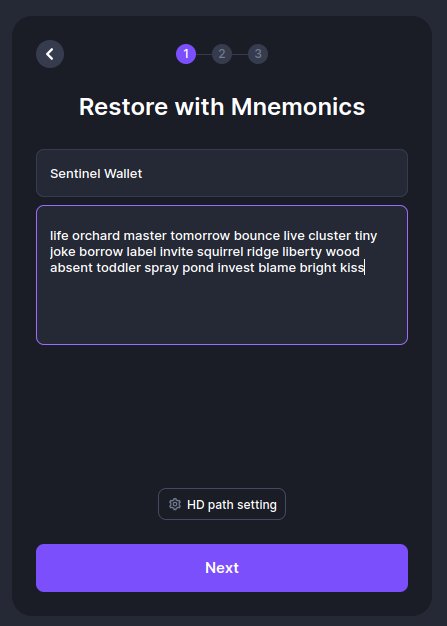 1 2 3
Restore with Mnemonics
Sentinel Wallet
life orchard master tomorrow bounce live cluster tiny
joke borrow label invite squirrel ridge liberty wood
absent toddler spray pond invest blame bright kiss
HD path setting
Next